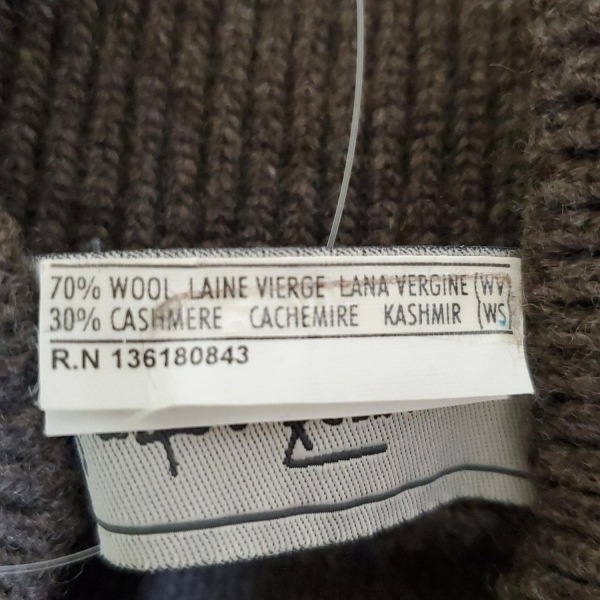 70% WOOL LAINE VIERGE LANA VERGINE (WV)
30% CASHMERE CACHEMIRE KASHMIR (WS)
R.N 136180843